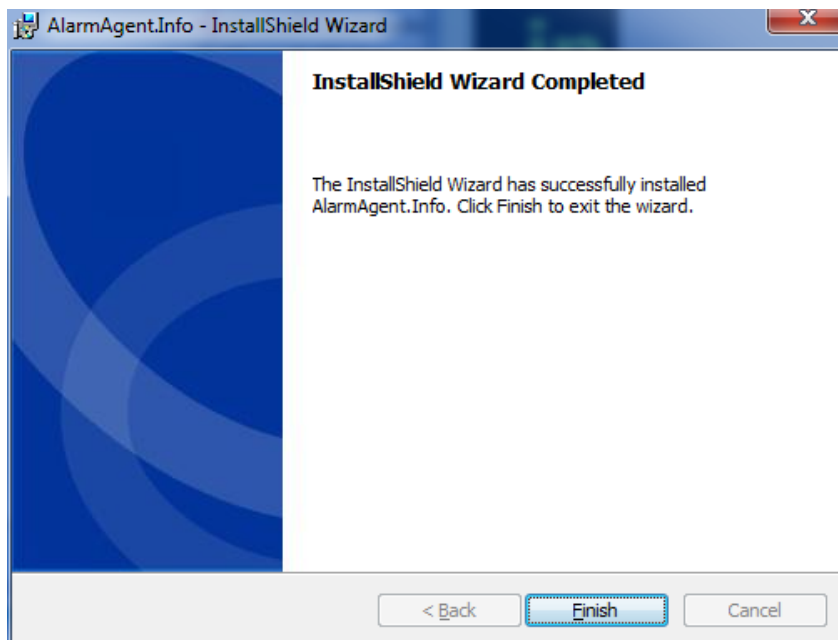 AlarmAgent.Info - InstallShield Wizard
InstallShield Wizard Completed
The InstallShield Wizard has successfully installed
AlarmAgent.Info. Click Finish to exit the wizard.
< Back
Finish
Cancel